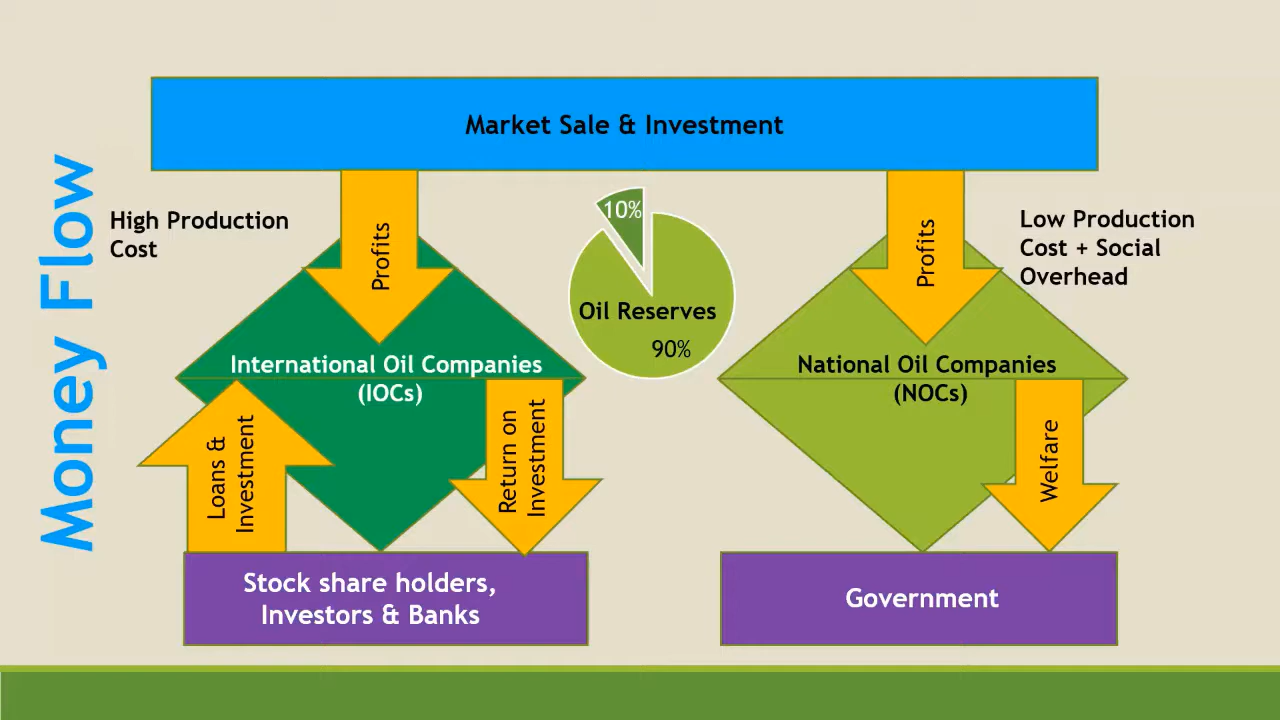 Money Flow
Market Sale & Investment
High Production
Cost
Profits
10%
Oil Reserves
90%
Profits
Low Production
Cost + Social
Overhead
International Oil Companies
(IOCs)
National Oil Companies
(NOCs)
Loans &
Investment
Return on
Investment
Welfare
Stock share holders,
Investors & Banks
Government